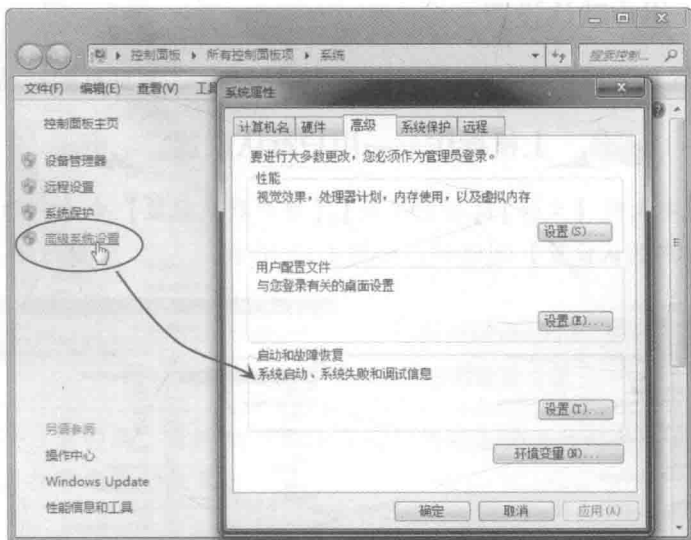 控制面板 所有控制面板项 系统
文件(F) 编辑(E) 查看(V)
控制面板主页
设备管理器
远程设置
系统保护
高级系统设置
另请参阅
操作中心
Windows Update
性能信息和工具
系统属性
计算机名 硬件 高级 系统保护 远程
要进行大多数更改，您必须作为管理员登录。
性能
视觉效果，处理器计划，内存使用，以及虚拟内存
设置(S)...
用户配置文件
与您登录有关的桌面设置
设置(E)...
启动和故障恢复
系统启动、系统失败和调试信息
设置(T)...
环境变量(N)...
确定 取消 应用(A)